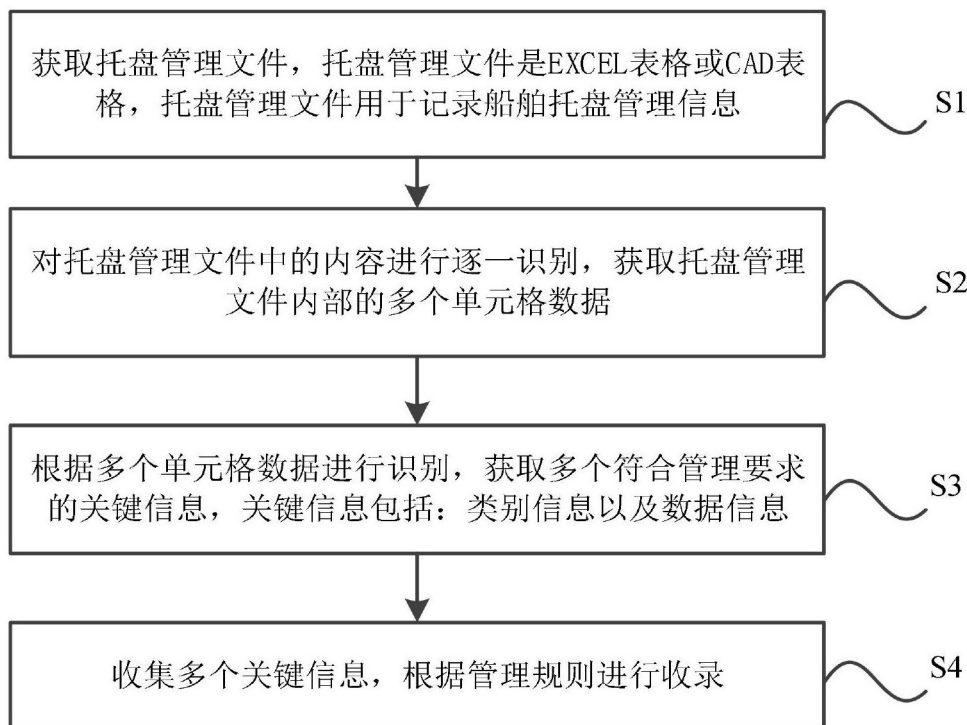 获取托盘管理文件，托盘管理文件是EXCEL表格或CAD表
格，托盘管理文件用于记录船舶托盘管理信息
S1
对托盘管理文件中的内容进行逐一识别，获取托盘管理
文件内部的多个单元格数据
S2
根据多个单元格数据进行识别，获取多个符合管理要求
的关键信息，关键信息包括：类别信息以及数据信息
S3
收集多个关键信息，根据管理规则进行收录
S4